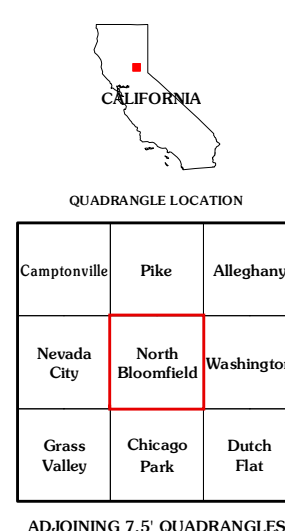 CALIFORNIA
QUADRANGLE LOCATION
Camptonville Pike Alleghany
Nevada City North Bloomfield Washington
Grass Valley Chicago Park Dutch Flat
ADJOINING 7.5' QUADRANGLES